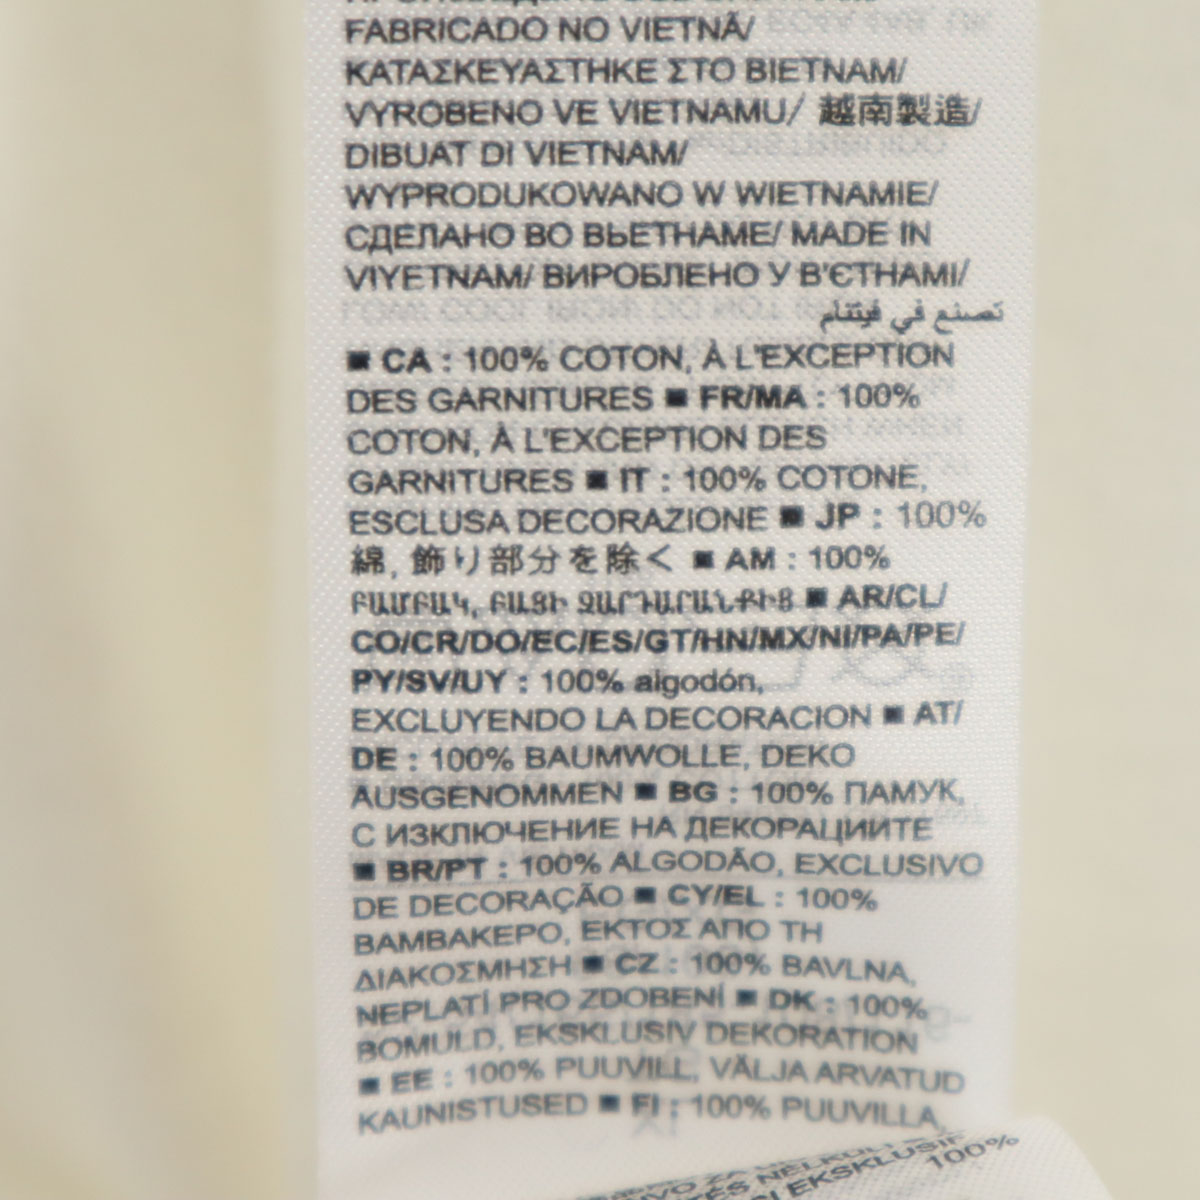 FABRICADO NO VIETNÃ/
ΚΑΤΑΣΚΕΥΑΣΤΗΚΕ ΣΤΟ ΒΙΕΤΝΑΜ/
VYROBENO VE VIETNAMU/ 越南製造/
DIBUAT DI VIETNAM/
WYPRODUKOWANO W WIETNAMIE/
СДЕЛАНО ВО ВЬЕТНАМЕ/ MADE IN
VIYETNAM/ ВИРОБЛЕНО У В'ЄТНАМІ/
تصنع في فيتنام
■ CA : 100% COTON, À L'EXCEPTION
DES GARNITURES ■ FR/MA : 100%
COTON, À L'EXCEPTION DES
GARNITURES ■ IT : 100% COTONE,
ESCLUSA DECORAZIONE ■ JP : 100%
綿, 飾り部分を除く ■ AM : 100%
ԲԱՄԲԱԿ, ԲԱՑԻ ԶԱՐԴԱՐԱՆՔԻՑ ■ AR/CL/
CO/CR/DO/EC/ES/GT/HN/MX/NI/PA/PE/
PY/SV/UY : 100% algodón,
EXCLUYENDO LA DECORACION ■ AT/
DE : 100% BAUMWOLLE, DEKO
AUSGENOMMEN ■ BG : 100% ПАМУК,
С ИЗКЛЮЧЕНИЕ НА ДЕКОРАЦИИТЕ
■ BR/PT : 100% ALGODÃO, EXCLUSIVO
DE DECORAÇÃO ■ CY/EL : 100%
ΒΑΜΒΑΚΕΡΟ, ΕΚΤΟΣ ΑΠΟ ΤΗ
ΔΙΑΚΟΣΜΗΣΗ ■ CZ : 100% BAVLNA,
NEPLATÍ PRO ZDOBENÍ ■ DK : 100%
BOMULD, EKSKLUSIV DEKORATION
■ EE : 100% PUUVILL, VÄLJA ARVATUD
KAUNISTUSED ■ FI : 100% PUUVILLA,
EKSKLUSIF
100%